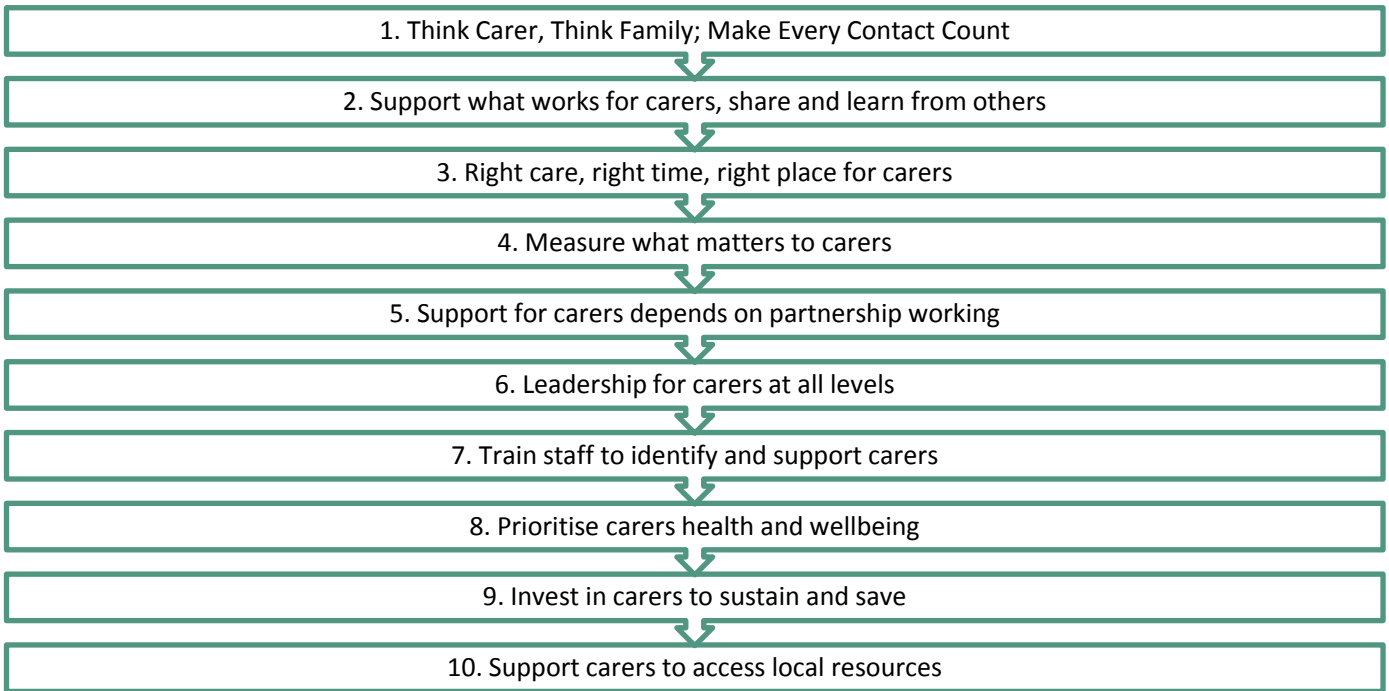 1. Think Carer, Think Family; Make Every Contact Count
2. Support what works for carers, share and learn from others
3. Right care, right time, right place for carers
4. Measure what matters to carers
5. Support for carers depends on partnership working
6. Leadership for carers at all levels
7. Train staff to identify and support carers
8. Prioritise carers health and wellbeing
9. Invest in carers to sustain and save
10. Support carers to access local resources